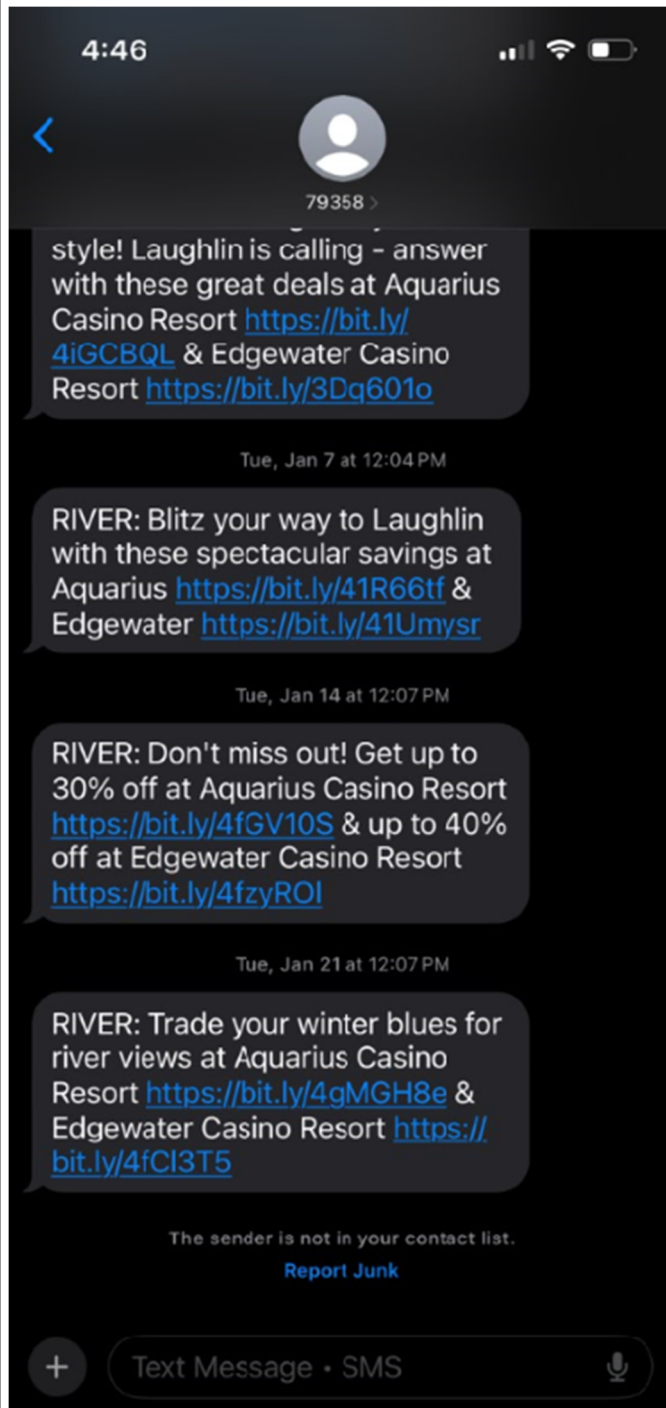 4:46
79358 >
style! Laughlin is calling – answer
with these great deals at Aquarius
Casino Resort https://bit.ly/
4iGCBQL & Edgewater Casino
Resort https://bit.ly/3Dq601o
Tue, Jan 7 at 12:04 PM
RIVER: Blitz your way to Laughlin
with these spectacular savings at
Aquarius https://bit.ly/41R66tf &
Edgewater https://bit.ly/41Umysr
Tue, Jan 14 at 12:07 PM
RIVER: Don't miss out! Get up to
30% off at Aquarius Casino Resort
https://bit.ly/4fGV10S & up to 40%
off at Edgewater Casino Resort
https://bit.ly/4fzyROl
Tue, Jan 21 at 12:07 PM
RIVER: Trade your winter blues for
river views at Aquarius Casino
Resort https://bit.ly/4gMGH8e &
Edgewater Casino Resort https://
bit.ly/4fCl3T5
The sender is not in your contact list.
Report Junk
Text Message • SMS